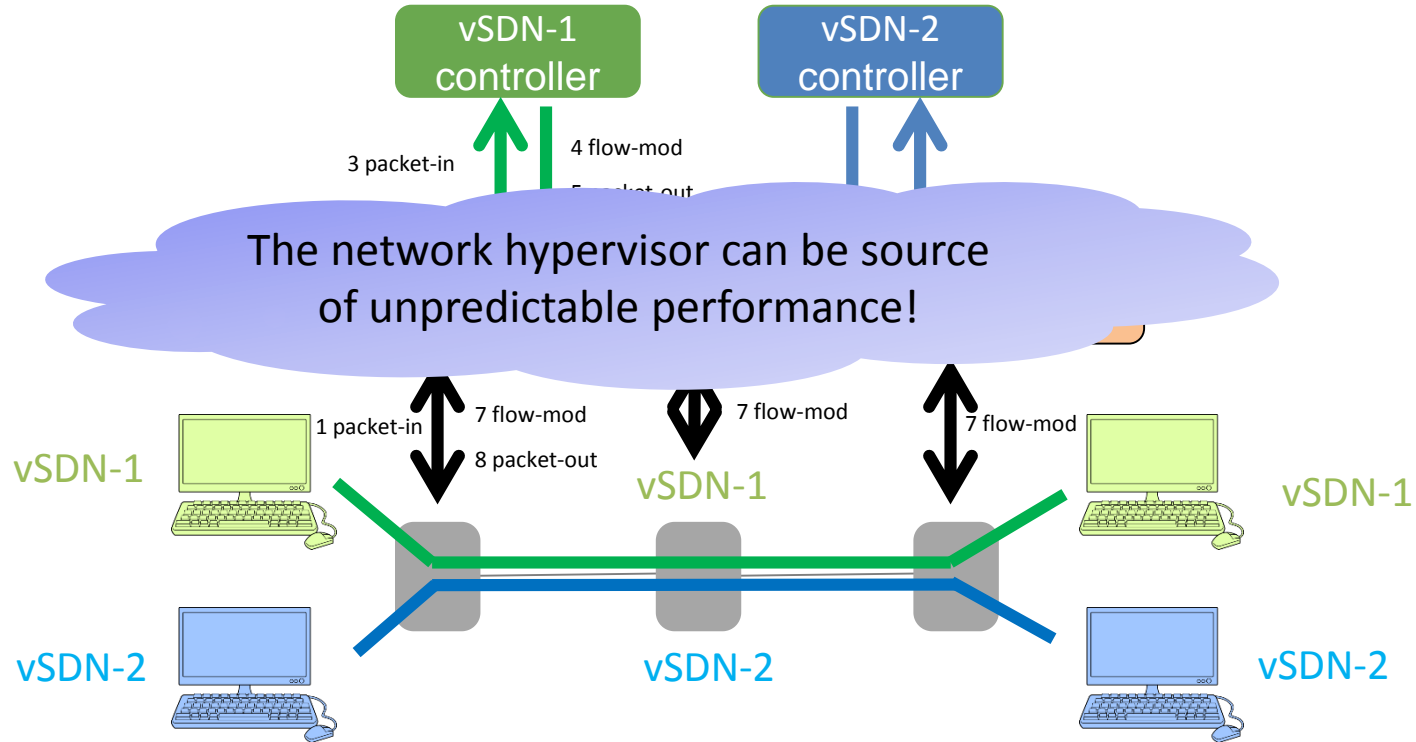 vSDN-1
controller
vSDN-2
controller
3 packet-in
4 flow-mod
The network hypervisor can be source
of unpredictable performance!
1 packet-in
7 flow-mod
8 packet-out
7 flow-mod
7 flow-mod
vSDN-1
vSDN-1
vSDN-1
vSDN-2
vSDN-2
vSDN-2